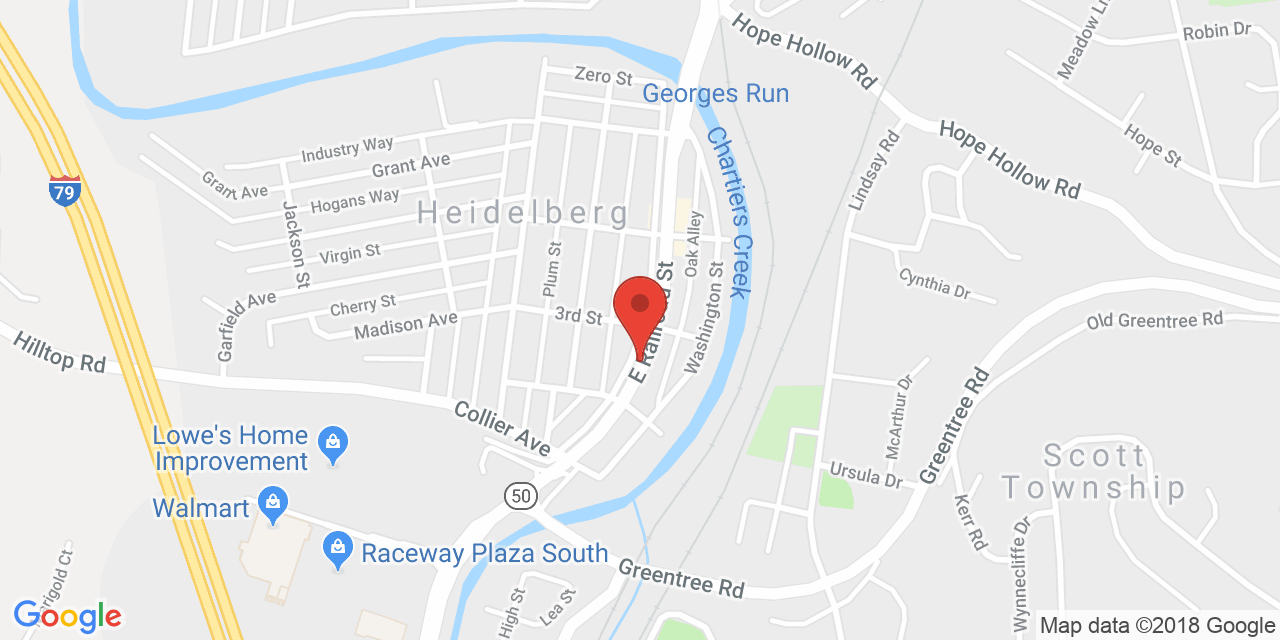 Hope Hollow Rd
Robin Dr
Meadow Ln
Zero St
Georges Run
Chartiers Creek
Hope Hollow Rd
Hope St
Industry Way
Grant Ave
Grant Ave
Lindsay Rd
79
Hogans Way
Jackson St
Heidelberg
Oak Alley
Virgin St
Plum St
Washington St
Cynthia Dr
Garfield Ave
Cherry St
3rd St
E Railroad St
Madison Ave
Old Greentree Rd
Hilltop Rd
McArthur Dr
Greentree Rd
Collier Ave
Lowe's Home
Improvement
Scott
Township
Ursula Dr
50
Walmart
Kerr Rd
Wynnecliffe Dr
Raceway Plaza South
Greentree Rd
High St
Lea St
Google
Map data ©2018 Google